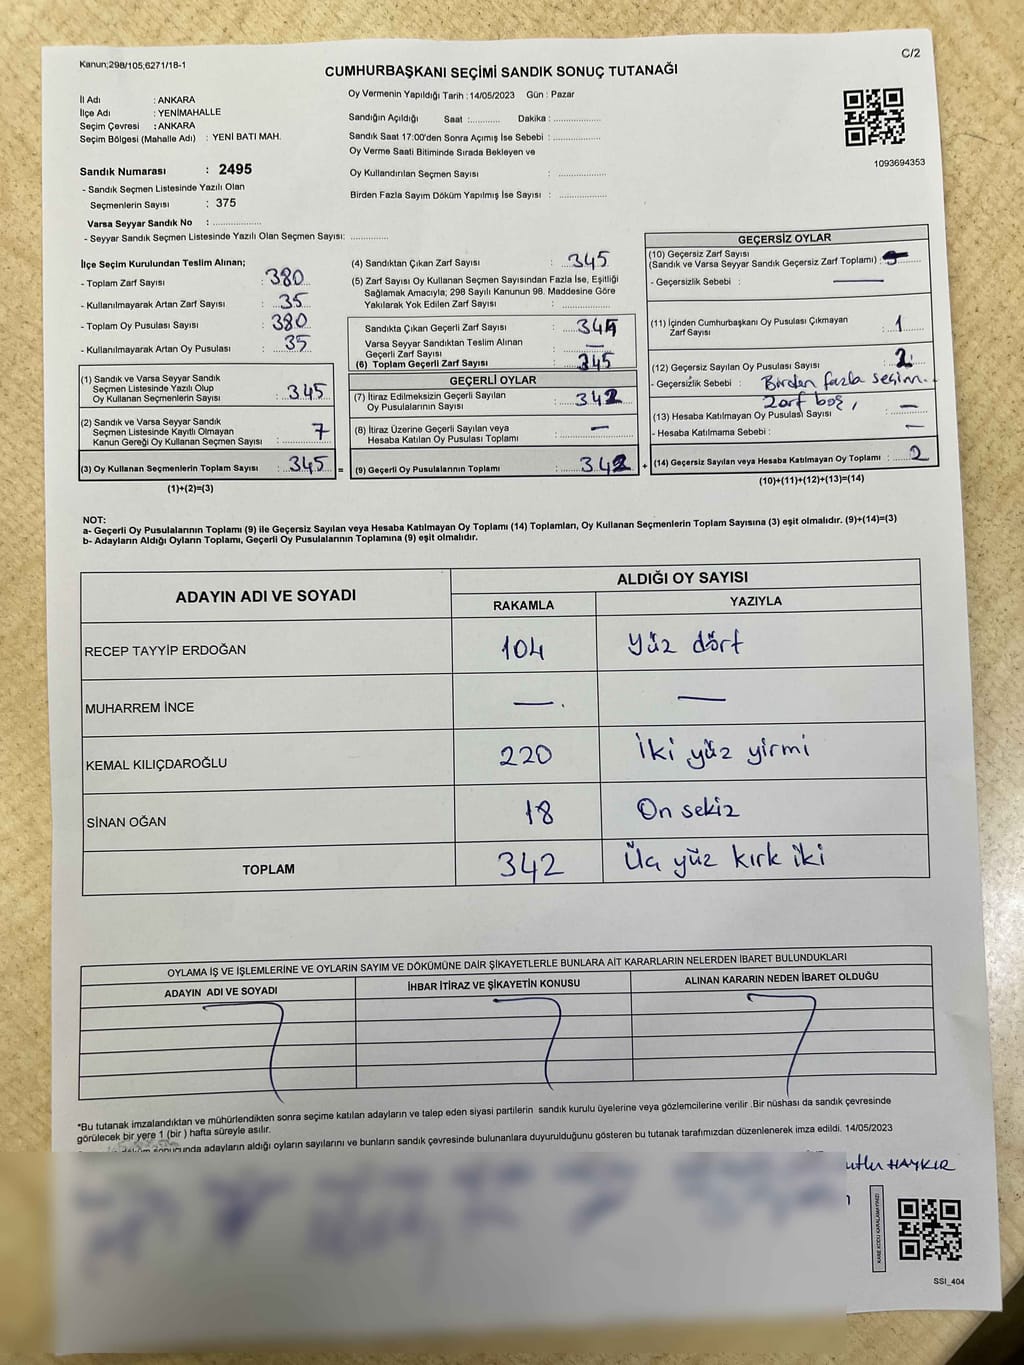 Kanun;298/105,6271/18-1
C/2
CUMHURBAŞKANI SEÇİMİ SANDIK SONUÇ TUTANAĞI
İl Adı : ANKARA
İlçe Adı : YENİMAHALLE
Seçim Çevresi : ANKARA
Seçim Bölgesi (Mahalle Adı) : YENİ BATI MAH.
Oy Vermenin Yapıldığı Tarih : 14/05/2023 Gün : Pazar
Sandığın Açıldığı Saat :........... Dakika : .................
Sandık Saat 17:00'den Sonra Açımış İse Sebebi : .................
Oy Verme Saati Bitiminde Sırada Bekleyen ve
Oy Kullandırılan Seçmen Sayısı : .................
Birden Fazla Sayım Döküm Yapılmış İse Sayısı : .................
1093694353
Sandık Numarası : 2495
- Sandık Seçmen Listesinde Yazılı Olan
Seçmenlerin Sayısı : 375
Varsa Seyyar Sandık No : .................
- Seyyar Sandık Seçmen Listesinde Yazılı Olan Seçmen Sayısı: .............
İlçe Seçim Kurulundan Teslim Alınan;
- Toplam Zarf Sayısı : 380
- Kullanılmayarak Artan Zarf Sayısı : 35
- Toplam Oy Pusulası Sayısı : 380
- Kullanılmayarak Artan Oy Pusulası : 35
(1) Sandık ve Varsa Seyyar Sandık
Seçmen Listesinde Yazılı Olup
Oy Kullanan Seçmenlerin Sayısı : 345
(2) Sandık ve Varsa Seyyar Sandık
Seçmen Listesinde Kayıtlı Olmayan
Kanun Gereği Oy Kullanan Seçmen Sayısı :
(3) Oy Kullanan Seçmenlerin Toplam Sayısı : 345 =
(1)+(2)=(3)
(4) Sandıktan Çıkan Zarf Sayısı : 345
(5) Zarf Sayısı Oy Kullanan Seçmen Sayısından Fazla İse, Eşitliği
Sağlamak Amacıyla; 298 Sayılı Kanunun 98. Maddesine Göre
Yakılarak Yok Edilen Zarf Sayısı : .................
Sandıkta Çıkan Geçerli Zarf Sayısı :
Varsa Seyyar Sandıktan Teslim Alınan
Geçerli Zarf Sayısı : —
(6) Toplam Geçerli Zarf Sayısı : 345
GEÇERLİ OYLAR
(7) İtiraz Edilmeksizin Geçerli Sayılan
Oy Pusulalarının Sayısı : 342
(8) İtiraz Üzerine Geçerli Sayılan veya
Hesaba Katılan Oy Pusulası Toplamı : —
(9) Geçerli Oy Pusulalarının Toplamı : 342 +
GEÇERSİZ OYLAR
(10) Geçersiz Zarf Sayısı
(Sandık ve Varsa Seyyar Sandık Geçersiz Zarf Toplamı) :
- Geçersizlik Sebebi : —
(11) İçinden Cumhurbaşkanı Oy Pusulası Çıkmayan
Zarf Sayısı : 1
(12) Geçersiz Sayılan Oy Pusulası Sayısı : 2
- Geçersizlik Sebebi : Birden fazla seçim.
Zarf boş,
(13) Hesaba Katılmayan Oy Pusulası Sayısı : —
- Hesaba Katılmama Sebebi : —
(14) Geçersiz Sayılan veya Hesaba Katılmayan Oy Toplamı : 2
(10)+(11)+(12)+(13)=(14)
NOT:
a- Geçerli Oy Pusulalarının Toplamı (9) ile Geçersiz Sayılan veya Hesaba Katılmayan Oy Toplamı (14) Toplamları, Oy Kullanan Seçmenlerin Toplam Sayısına (3) eşit olmalıdır. (9)+(14)=(3)
b- Adayların Aldığı Oyların Toplamı, Geçerli Oy Pusulalarının Toplamına (9) eşit olmalıdır.
ADAYIN ADI VE SOYADI
ALDIĞI OY SAYISI
RAKAMLA YAZIYLA
RECEP TAYYİP ERDOĞAN 104 Yüz dört
MUHARREM İNCE —. —
KEMAL KILIÇDAROĞLU 220 İki yüz yirmi
SİNAN OĞAN 18 On sekiz
TOPLAM 342 Üç yüz kırk iki
OYLAMA İŞ VE İŞLEMLERİNE VE OYLARIN SAYIM VE DÖKÜMÜNE DAİR ŞİKAYETLERLE BUNLARA AİT KARARLARIN NELERDEN İBARET BULUNDUKLARI
ADAYIN ADI VE SOYADI İHBAR İTİRAZ VE ŞİKAYETİN KONUSU ALINAN KARARIN NEDEN İBARET OLDUĞU
*Bu tutanak imzalandıktan ve mühürlendikten sonra seçime katılan adayların ve talep eden siyasi partilerin sandık kurulu üyelerine veya gözlemcilerine verilir .Bir nüshası da sandık çevresinde
görülecek bir yere 1 (bir ) hafta süreyle asılır.
sonucunda adayların aldığı oyların sayılarını ve bunların sandık çevresinde bulunanlara duyurulduğunu gösteren bu tutanak tarafımızdan düzenlenerek imza edildi. 14/05/2023
HAYKIR
KARE KODU KARALAMAYINIZ!
SSI_404